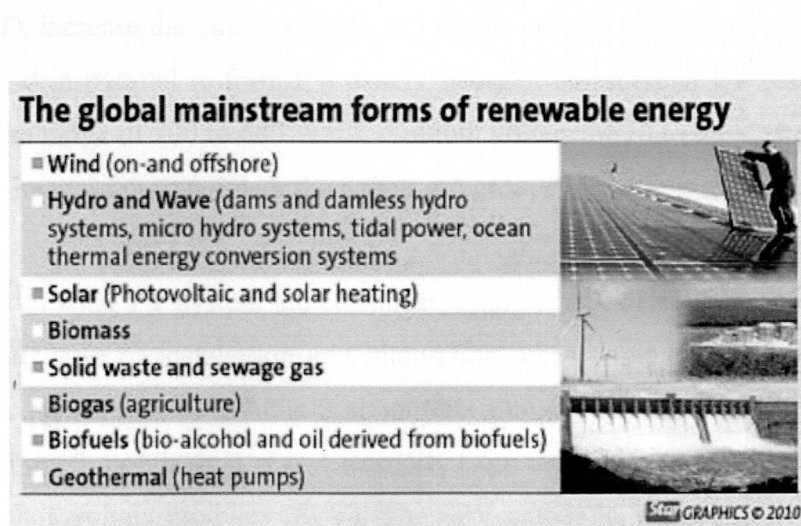 The global mainstream forms of renewable energy
Wind (on-and offshore)
Hydro and Wave (dams and damless hydro
systems, micro hydro systems, tidal power, ocean
thermal energy conversion systems
Solar (Photovoltaic and solar heating)
Biomass
Solid waste and sewage gas
Biogas (agriculture)
Biofuels (bio-alcohol and oil derived from biofuels)
Geothermal (heat pumps)
Star GRAPHICS © 2010